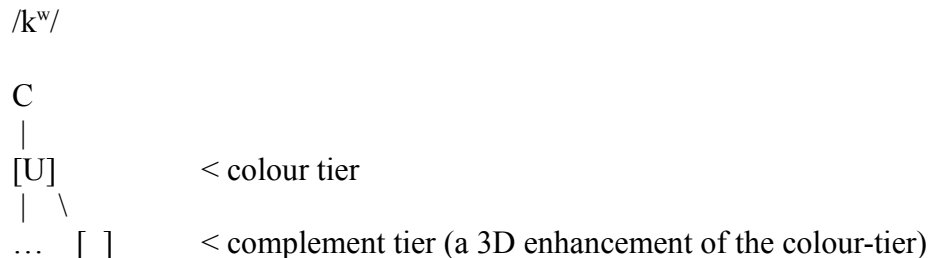 /kʷ/
C
|
[U] < colour tier
| \
… [ ] < complement tier (a 3D enhancement of the colour-tier)